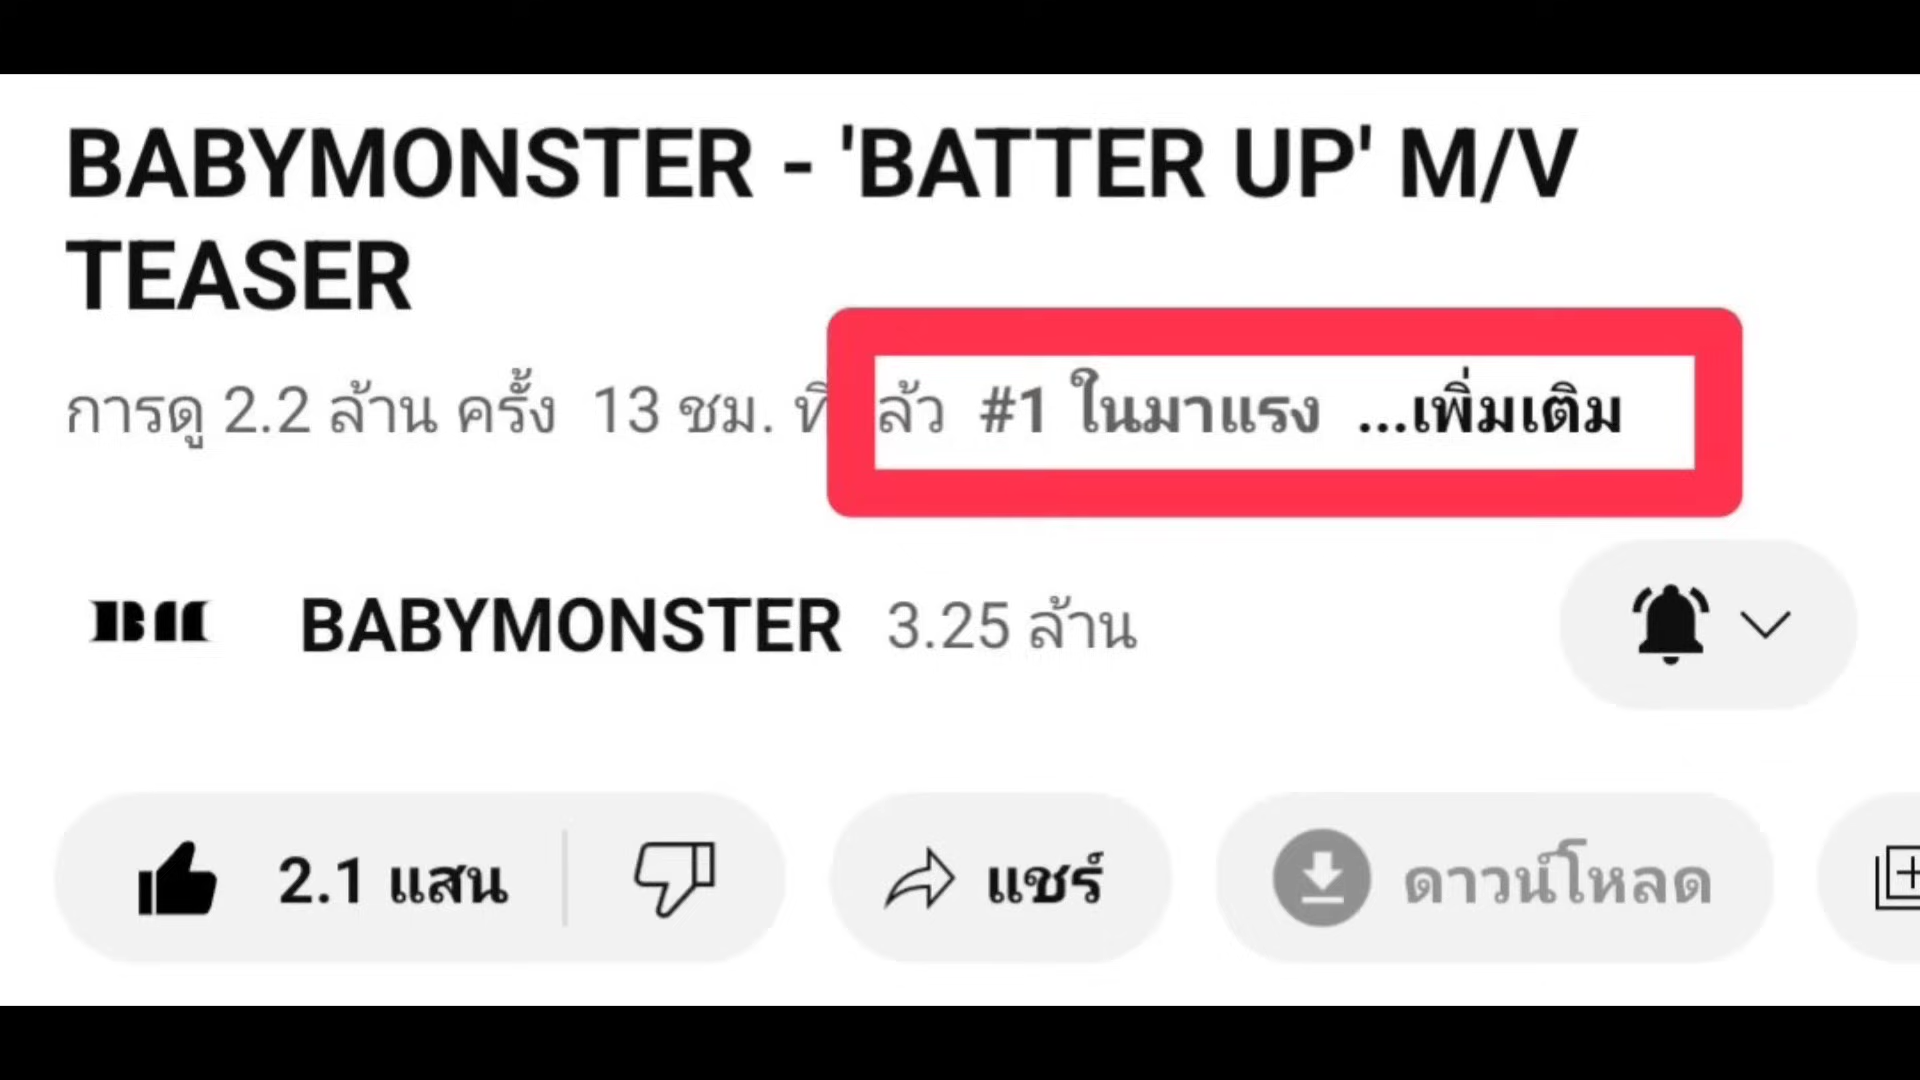 BABYMONSTER - 'BATTER UP' M/V
TEASER
การดู 2.2 ล้าน ครั้ง 13 ชม. ที ล้ว #1 ในมาแรง ...เพิ่มเติม
BABYMONSTER 3.25 ล้าน
2.1 แสน แชร์ ดาวน์โหลด